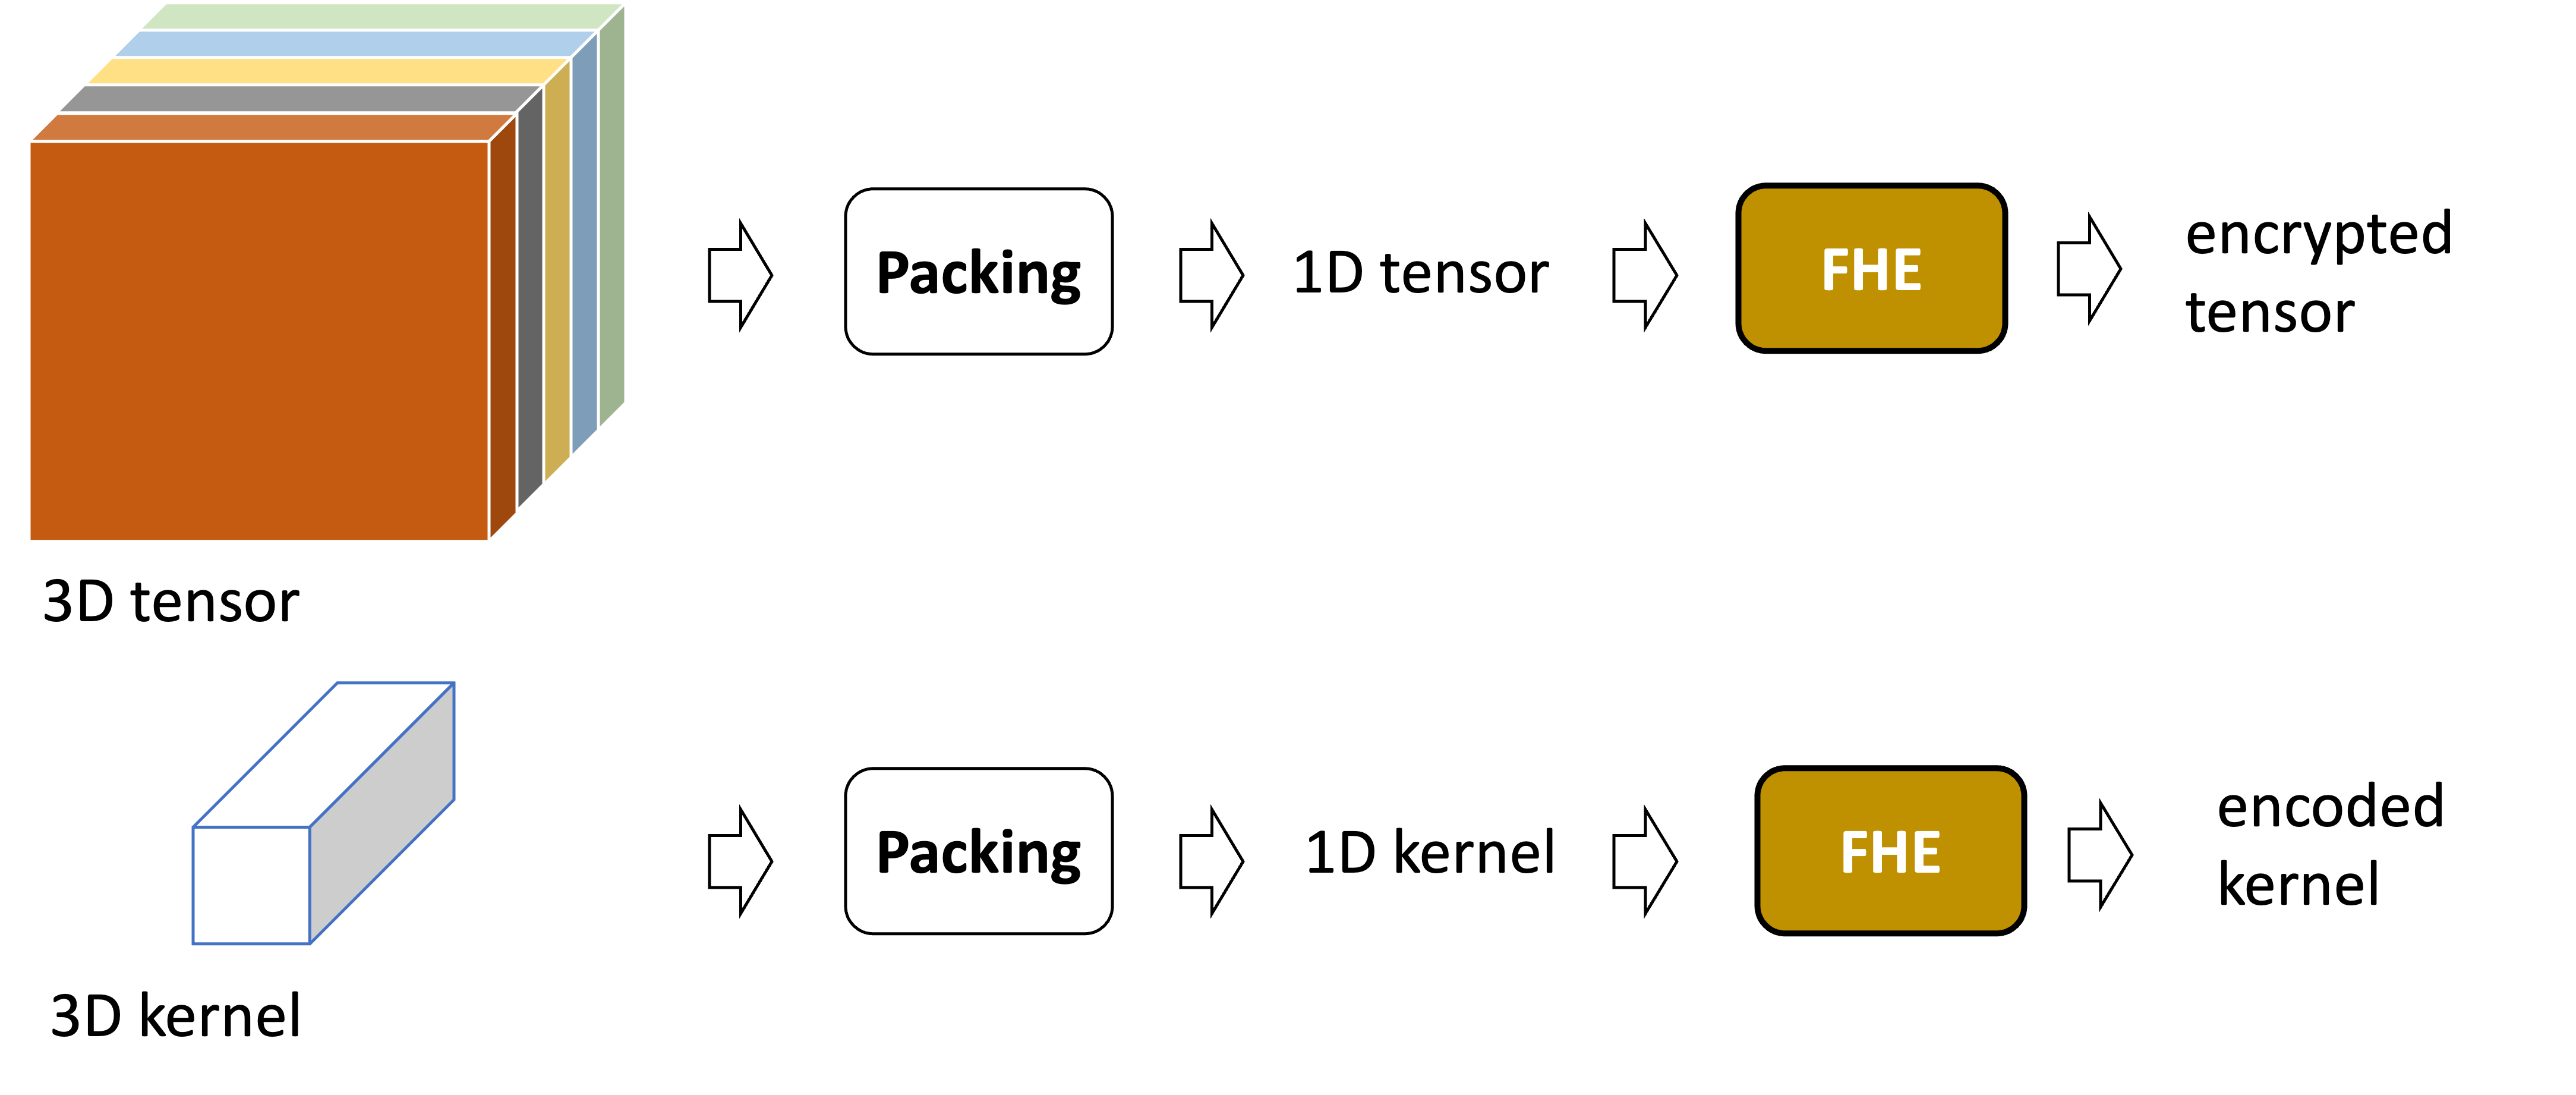 Packing
1D tensor
FHE
encrypted
tensor
3D tensor
Packing
1D kernel
FHE
encoded
kernel
3D kernel